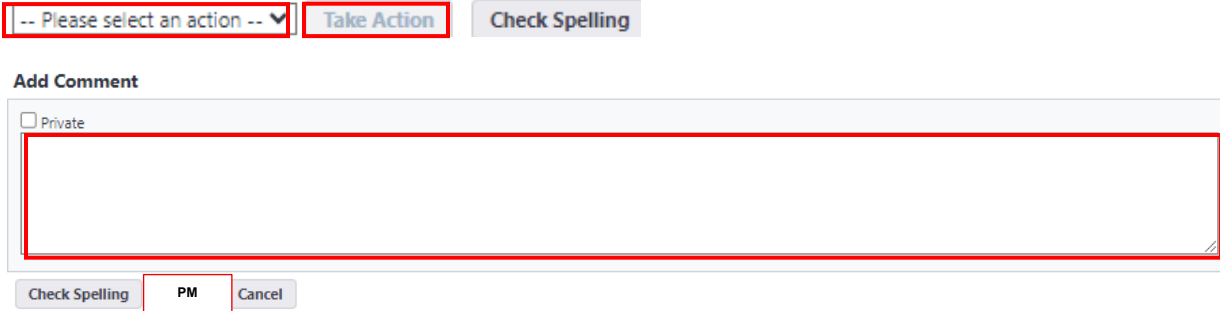 -- Please select an action -- Take Action Check Spelling
Add Comment
Private
Check Spelling PM Cancel